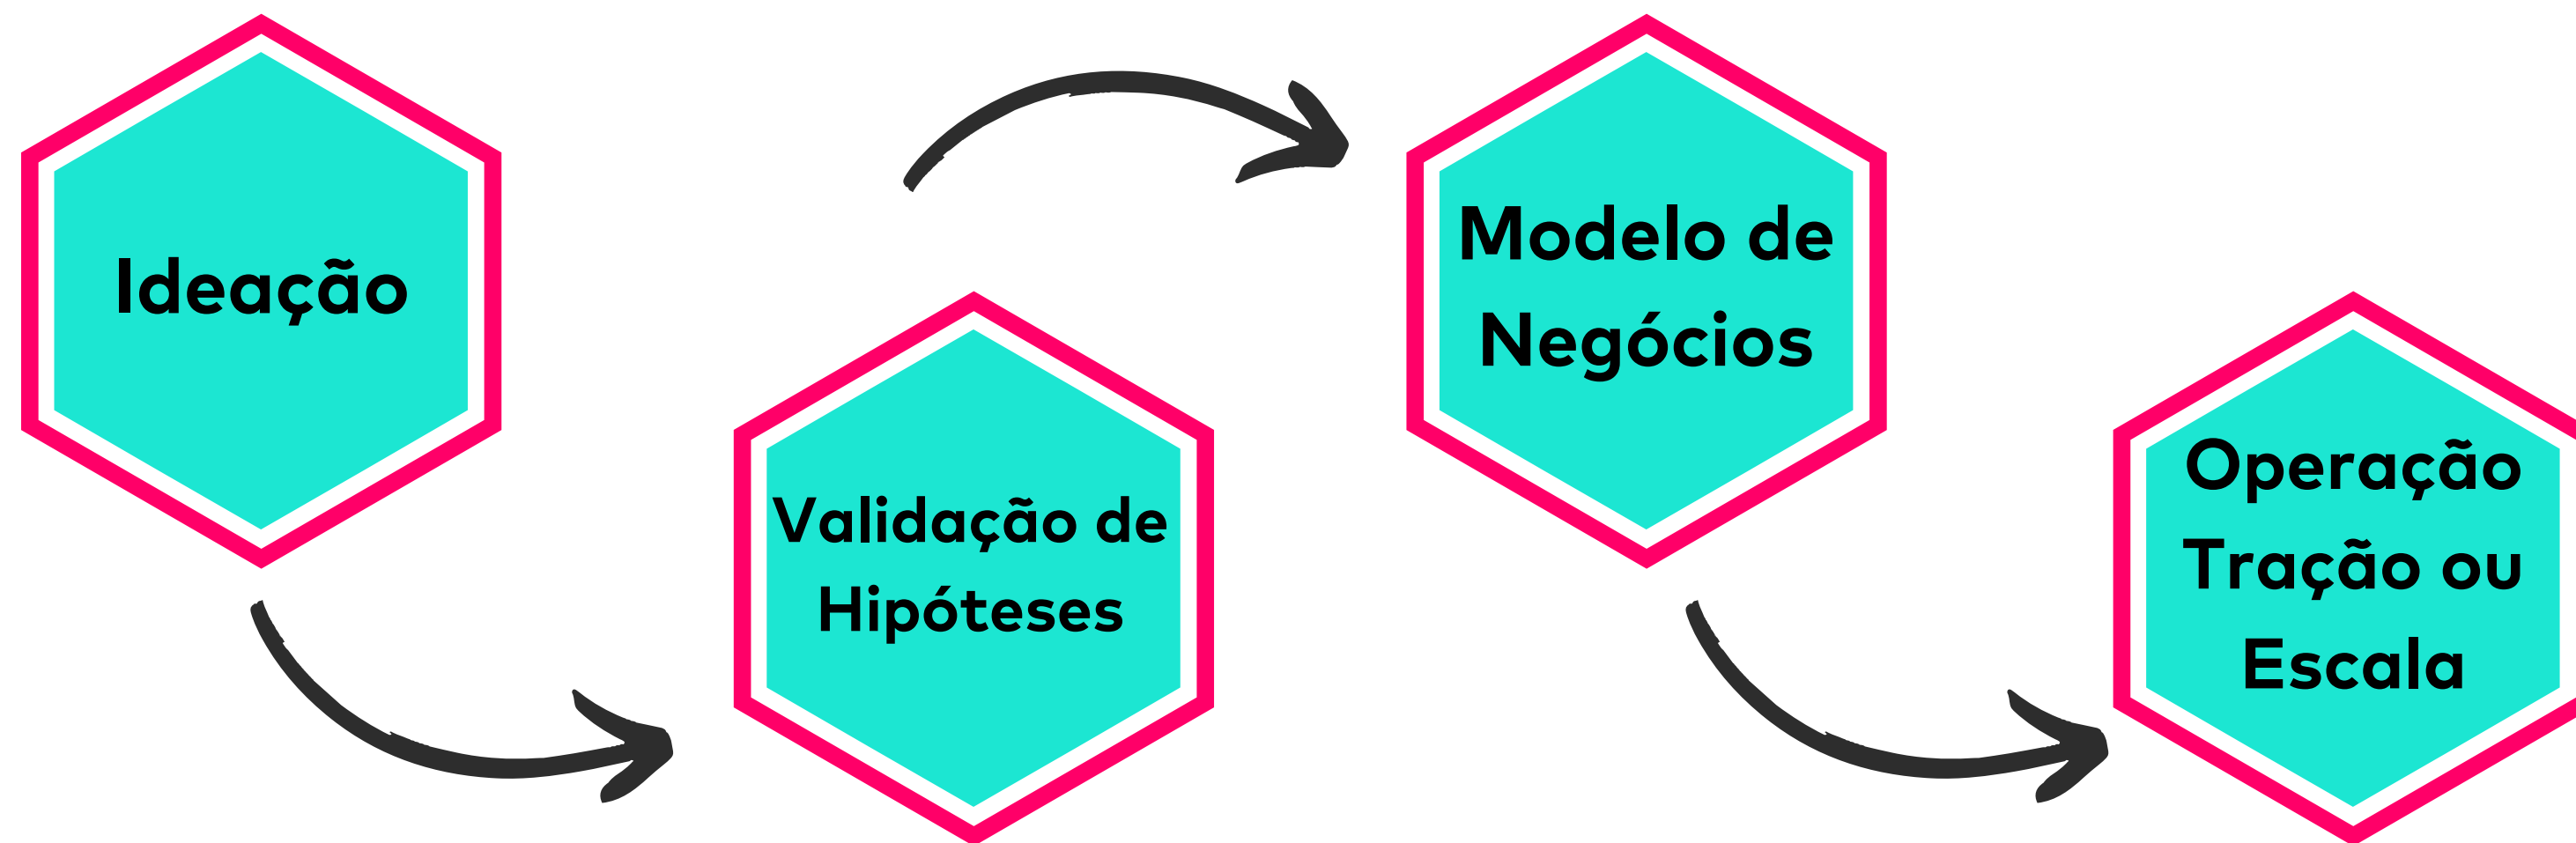 Ideação
Validação de
Hipóteses
Modelo de
Negócios
Operação
Tração ou
Escala